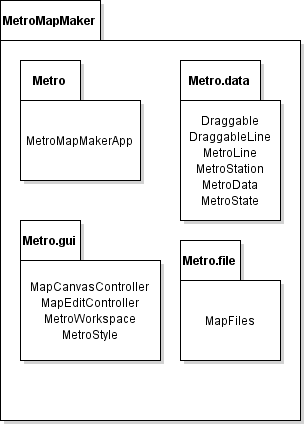 MetroMapMaker
Metro
MetroMapMakerApp
Metro.data
Draggable
DraggableLine
MetroLine
MetroStation
MetroData
MetroState
Metro.gui
MapCanvasController
MapEditController
MetroWorkspace
MetroStyle
Metro.file
MapFiles